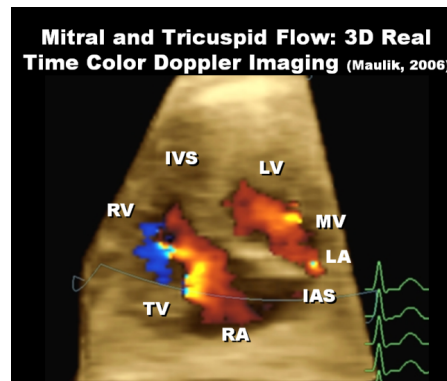 Mitral and Tricuspid Flow: 3D Real
Time Color Doppler Imaging (Maulik, 2006)
IVS
LV
RV
MV
LA
IAS
TV
RA